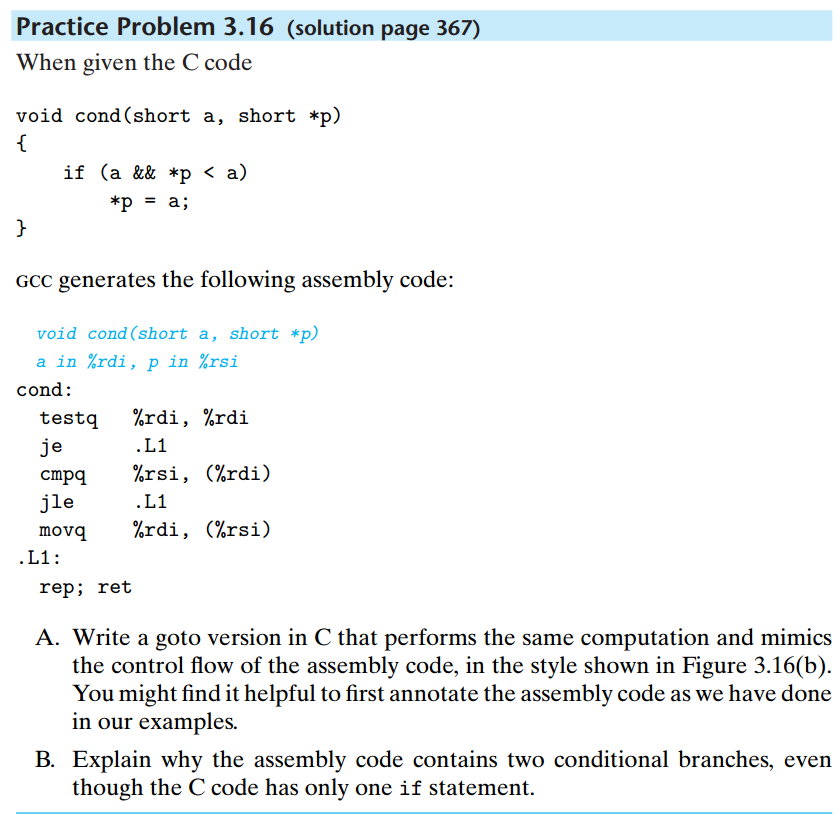 Practice Problem 3.16 (solution page 367)
When given the C code
void cond(short a, short *p)
{
    if (a && *p < a)
        *p = a;
}
GCC generates the following assembly code:
void cond(short a, short *p)
a in %rdi, p in %rsi
cond:
  testq   %rdi, %rdi
  je      .L1
  cmpq    %rsi, (%rdi)
  jle     .L1
  movq    %rdi, (%rsi)
.L1:
  rep; ret
A. Write a goto version in C that performs the same computation and mimics
the control flow of the assembly code, in the style shown in Figure 3.16(b).
You might find it helpful to first annotate the assembly code as we have done
in our examples.
B. Explain why the assembly code contains two conditional branches, even
though the C code has only one if statement.